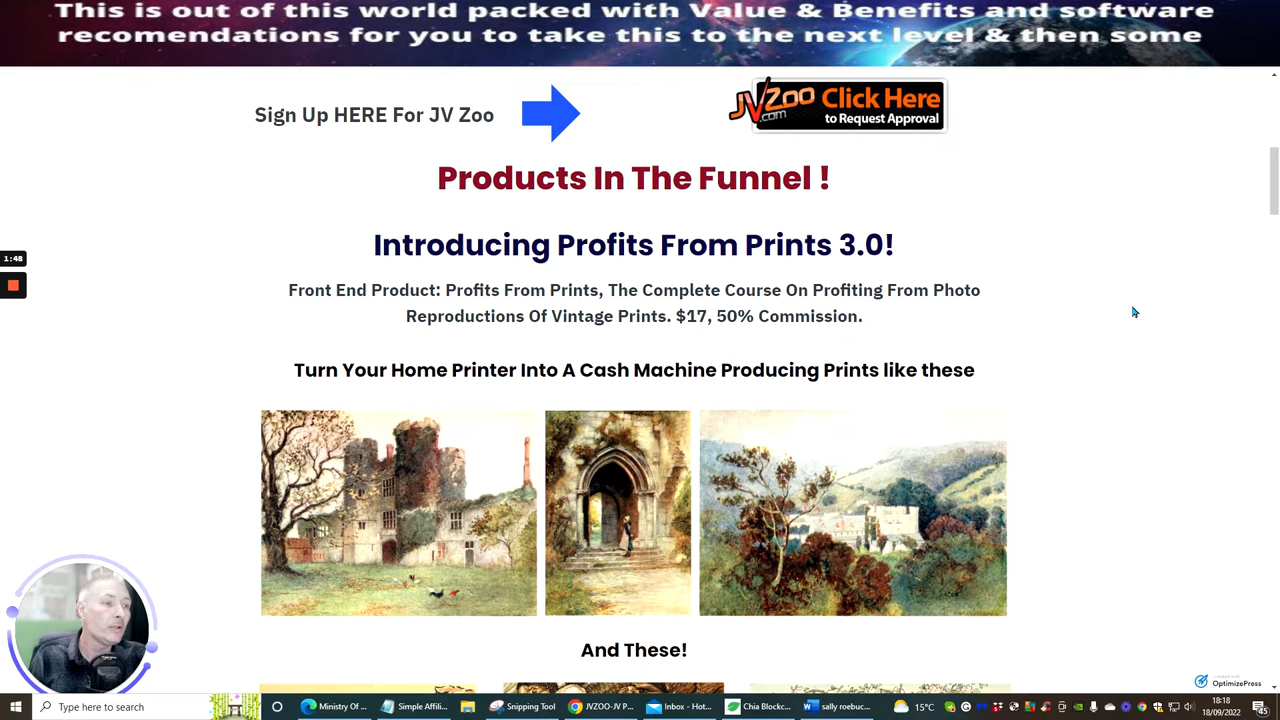 This is out of this world packed with Value & Benefits and software
recomendations for you to take this to the next level & then some
Sign Up HERE For JV Zoo
JVZoo
.com
Click Here
to Request Approval
Products In The Funnel !
Introducing Profits From Prints 3.0!
1:48
Front End Product: Profits From Prints, The Complete Course On Profiting From Photo
Reproductions Of Vintage Prints. $17, 50% Commission.
Turn Your Home Printer Into A Cash Machine Producing Prints like these
And These!
created with
OptimizePress
Type here to search
Ministry Of ...
Simple Affili...
Snipping Tool
JVZOO-JV P...
Inbox - Hot...
Chia Blockc...
sally roebuc...
15°C
18:18
18/09/2022
45